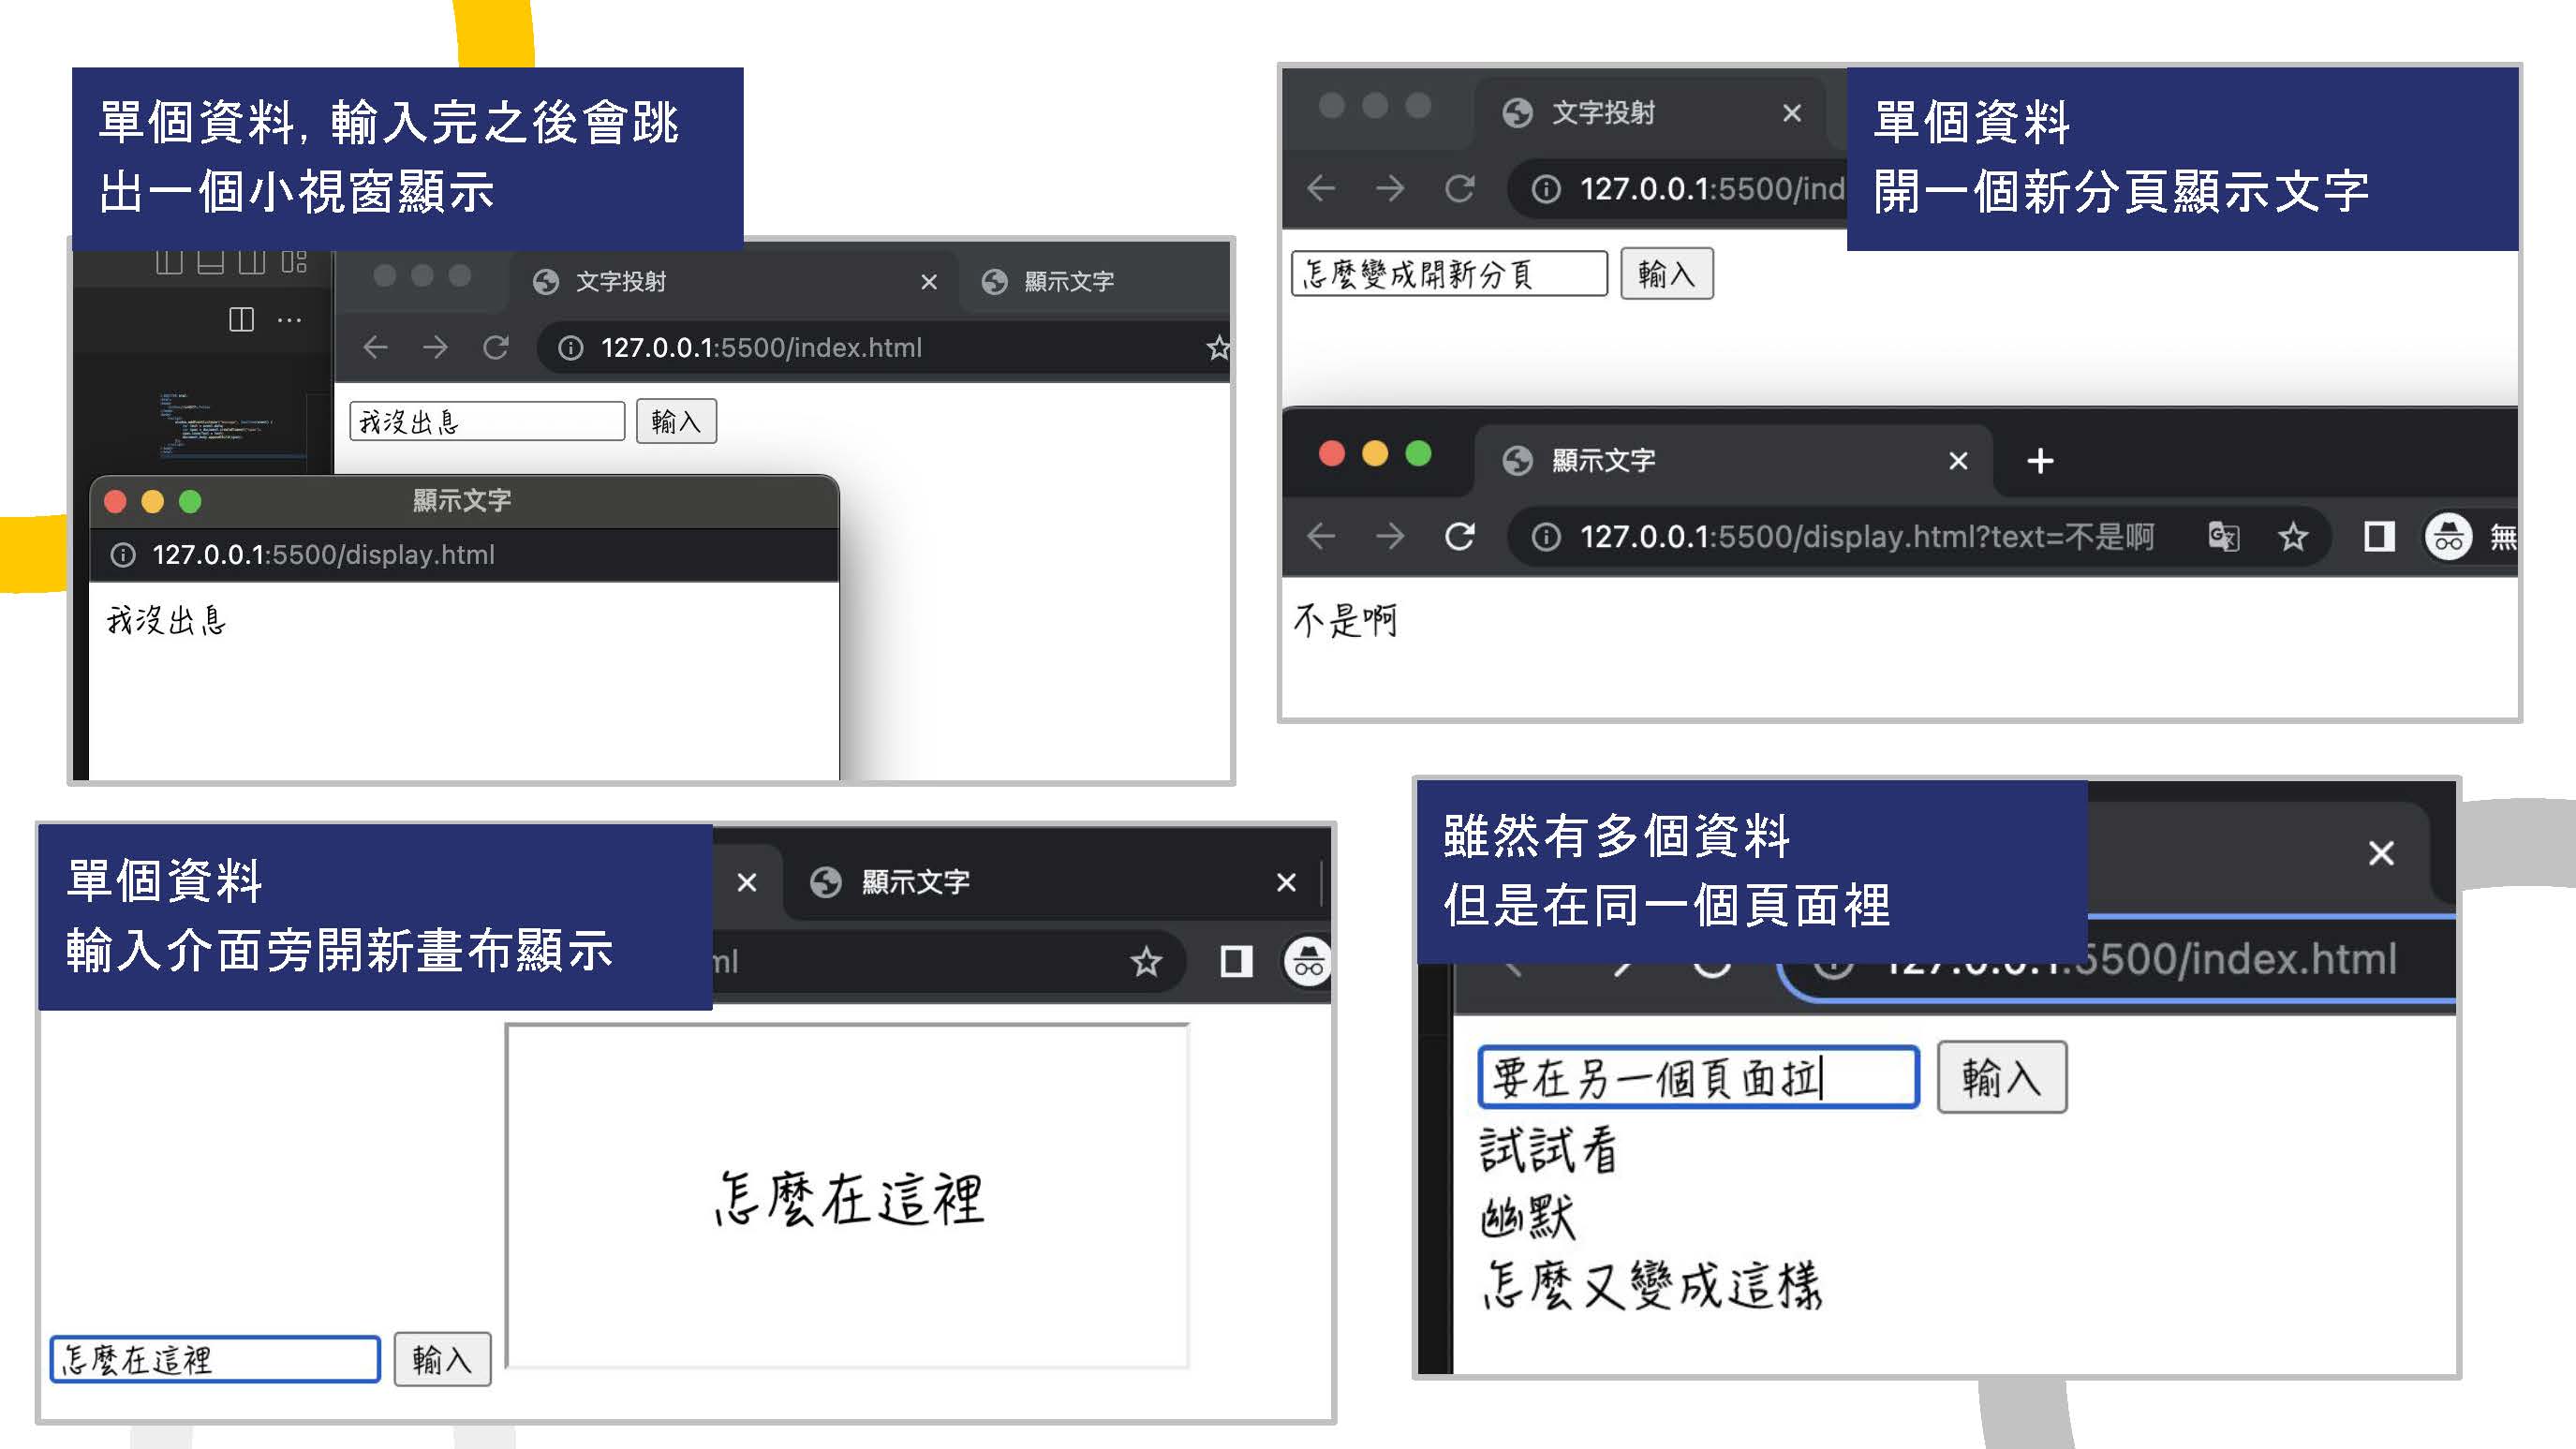 單個資料, 輸入完之後會跳
出一個小視窗顯示
文字投射
顯示文字
127.0.0.1:5500/index.html
我沒出息
輸入
顯示文字
127.0.0.1:5500/display.html
我沒出息
單個資料
開一個新分頁顯示文字
文字投射
127.0.0.1:5500/ind
怎麼變成開新分頁
輸入
顯示文字
127.0.0.1:5500/display.html?text=不是啊
無
不是啊
單個資料
輸入介面旁開新畫布顯示
顯示文字
ml
怎麼在這裡
怎麼在這裡
輸入
雖然有多個資料
但是在同一個頁面裡
127.0.0.1:5500/index.html
要在另一個頁面拉
輸入
試試看
幽默
怎麼又變成這樣